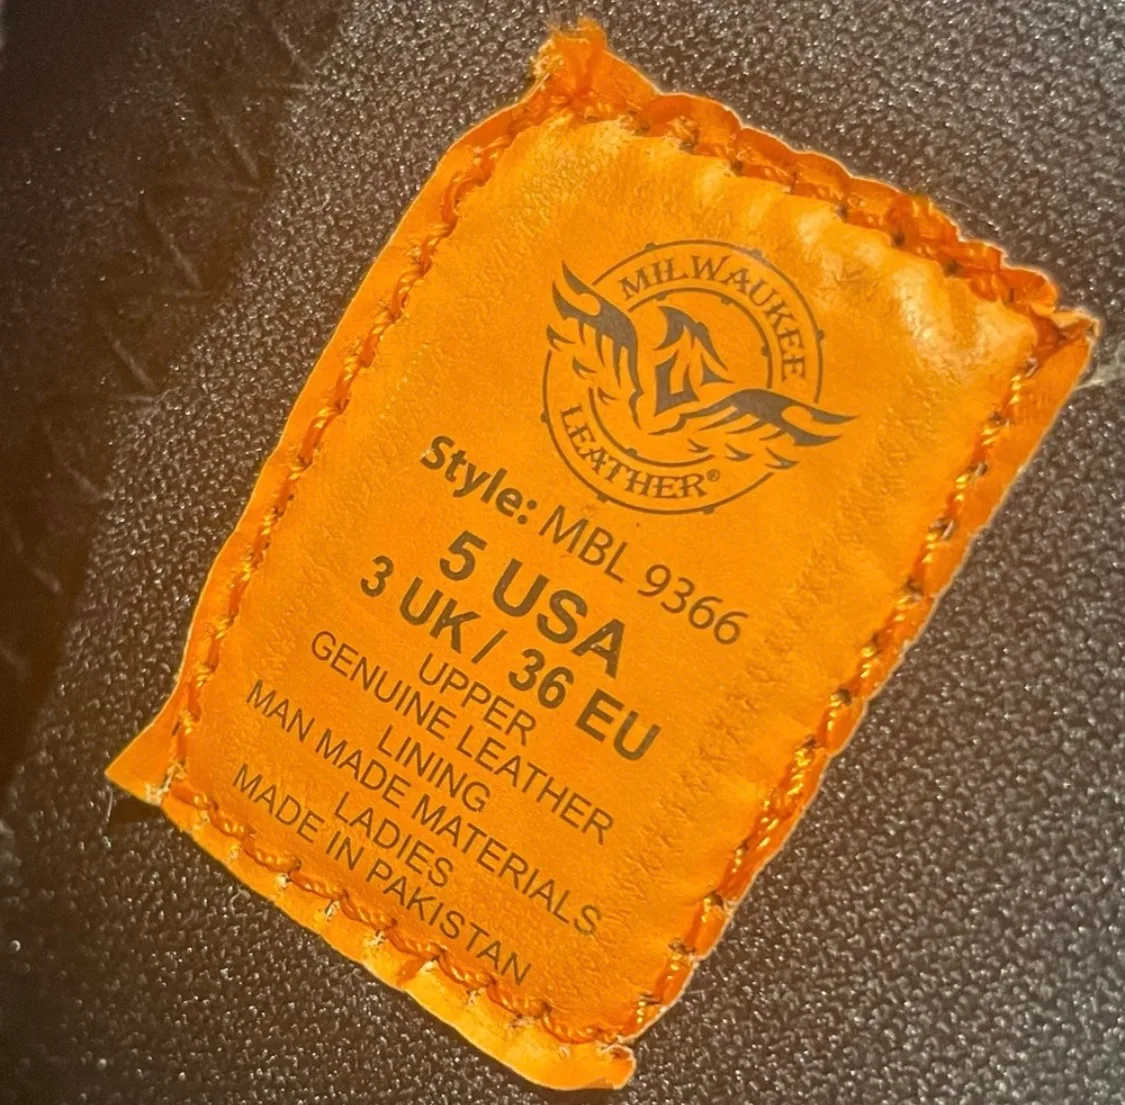 MILWAUKEE
LEATHER®
Style: MBL 9366
5 USA
3 UK / 36 EU
UPPER
GENUINE LEATHER
LINING
MAN MADE MATERIALS
LADIES
MADE IN PAKISTAN